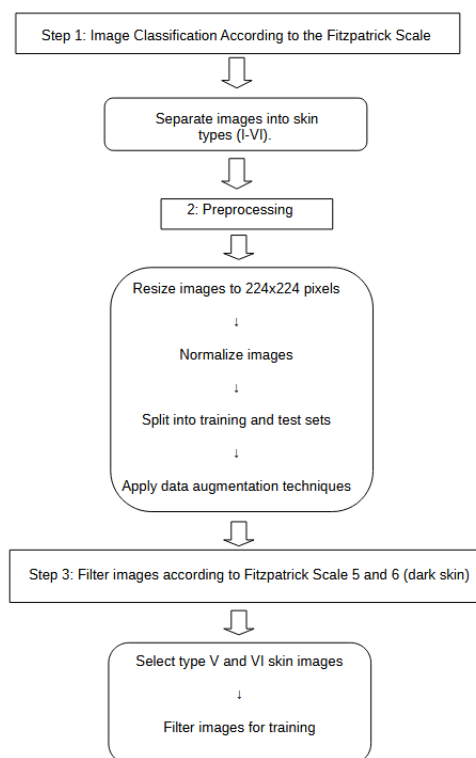 Step 1: Image Classification According to the Fitzpatrick Scale
Separate images into skin
types (I-VI).
2: Preprocessing
Resize images to 224x224 pixels
↓
Normalize images
↓
Split into training and test sets
↓
Apply data augmentation techniques
Step 3: Filter images according to Fitzpatrick Scale 5 and 6 (dark skin)
Select type V and VI skin images
↓
Filter images for training